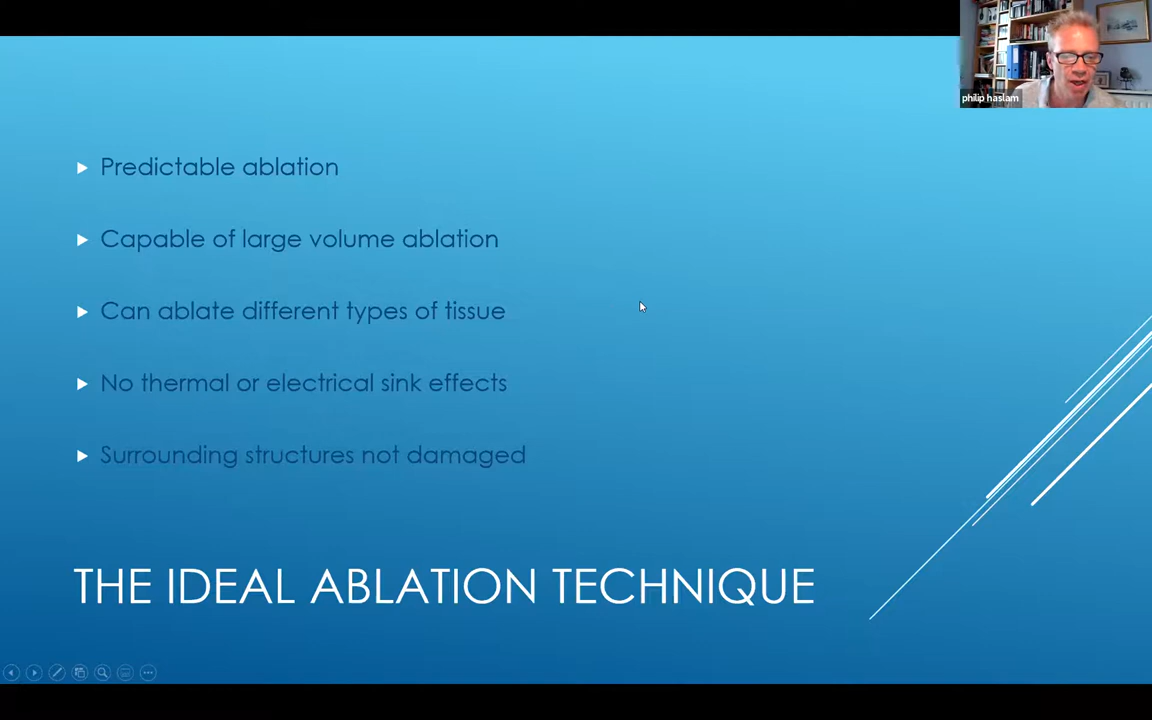 philip haslam
Predictable ablation
Capable of large volume ablation
Can ablate different types of tissue
No thermal or electrical sink effects
Surrounding structures not damaged
THE IDEAL ABLATION TECHNIQUE